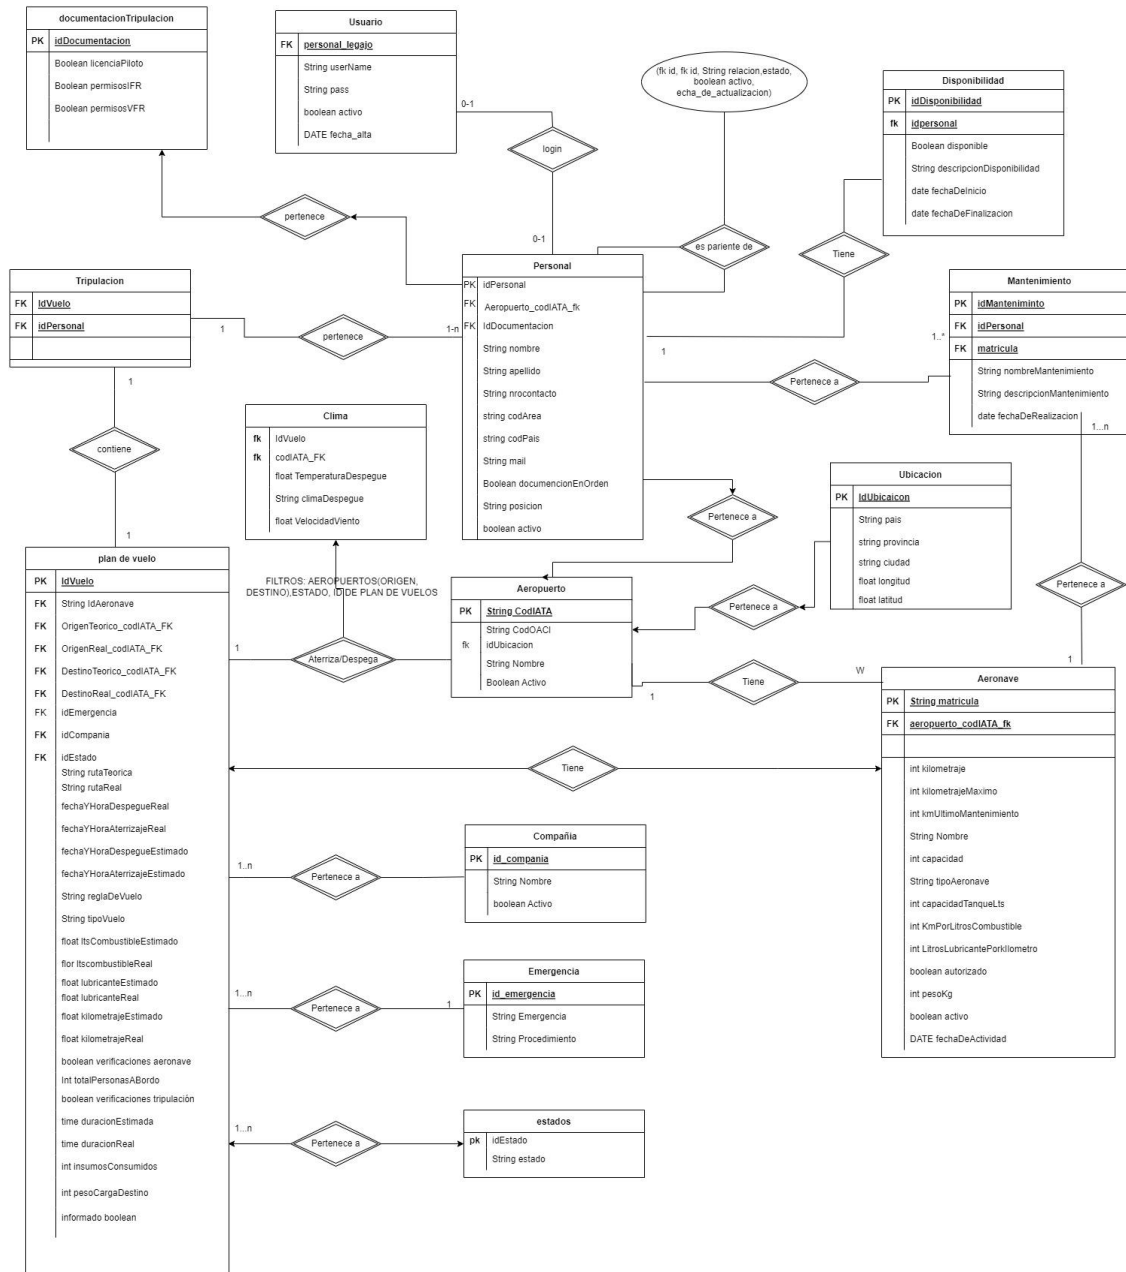 documentacionTripulacion
PK idDocumentacion
Boolean licenciaPiloto
Boolean permisosIFR
Boolean permisosVFR
Usuario
FK personal_legajo
String userName
String pass
boolean activo
DATE fecha_alta
0-1
login
0-1
(fk id, fk id, String relacion,estado,
boolean activo,
echa_de_actualizacion)
es pariente de
Disponibilidad
PK idDisponibilidad
fk idpersonal
Boolean disponible
String descripcionDisponibilidad
date fechaDeInicio
date fechaDeFinalizacion
Tiene
1
pertenece
Tripulacion
FK IdVuelo
FK idPersonal
1
pertenece
1-n
1
contiene
1
Personal
PK idPersonal
FK Aeropuerto_codIATA_fk
FK IdDocumentacion
String nombre
String apellido
String nrocontacto
string codArea
string codPais
String mail
Boolean documencionEnOrden
String posicion
boolean activo
Mantenimiento
PK idManteniminto
FK idPersonal
FK matricula
String nombreMantenimiento
String descripcionMantenimiento
date fechaDeRealizacion
1..*
Pertenece a
1...n
Pertenece a
1
Clima
fk IdVuelo
fk codIATA_FK
float TemperaturaDespegue
String climaDespegue
float VelocidadViento
FILTROS: AEROPUERTOS(ORIGEN,
DESTINO),ESTADO, ID DE PLAN DE VUELOS
Pertenece a
Ubicacion
PK IdUbicaicon
String pais
string provincia
string ciudad
float longitud
float latitud
Pertenece a
Aeropuerto
PK String CodIATA
String CodOACI
fk idUbicacion
String Nombre
Boolean Activo
1
Aterriza/Despega
1
Tiene
W
plan de vuelo
PK IdVuelo
FK String IdAeronave
FK OrigenTeorico_codIATA_FK
FK OrigenReal_codIATA_FK
FK DestinoTeorico_codIATA_FK
FK DestinoReal_codIATA_FK
FK idEmergencia
FK idCompania
FK idEstado
String rutaTeorica
String rutaReal
fechaYHoraDespegueReal
fechaYHoraAterrizajeReal
fechaYHoraDespegueEstimado
fechaYHoraAterrizajeEstimado
String reglaDeVuelo
String tipoVuelo
float ltsCombustibleEstimado
flor ltscombustibleReal
float lubricanteEstimado
float lubricanteReal
float kilometrajeEstimado
float kilometrajeReal
boolean verificaciones aeronave
Int totalPersonasABordo
boolean verificaciones tripulación
time duracionEstimada
time duracionReal
int insumosConsumidos
int pesoCargaDestino
informado boolean
Tiene
Aeronave
PK String matricula
FK aeropuerto_codIATA_fk
int kilometraje
int kilometrajeMaximo
int kmUltimoMantenimiento
String Nombre
int capacidad
String tipoAeronave
int capacidadTanqueLts
int KmPorLitrosCombustible
int LitrosLubricantePorkIlometro
boolean autorizado
int pesoKg
boolean activo
DATE fechaDeActividad
1..n
Pertenece a
Compañia
PK id_compania
String Nombre
boolean Activo
1...n
Pertenece a
1
Emergencia
PK id_emergencia
String Emergencia
String Procedimiento
1...n
Pertenece a
estados
pk idEstado
String estado